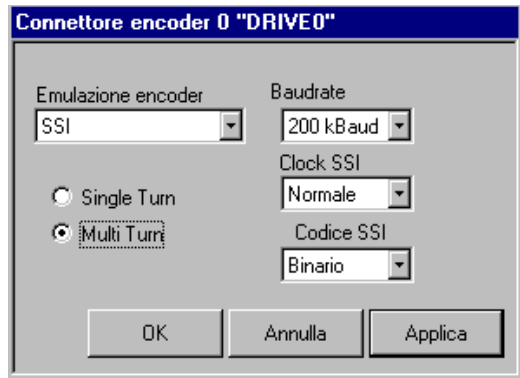 Connettore encoder 0 "DRIVE0"
Emulazione encoder
SSI
Baudrate
200 kBaud
Clock SSI
Normale
Single Turn
Multi Turn
Codice SSI
Binario
OK
Annulla
Applica